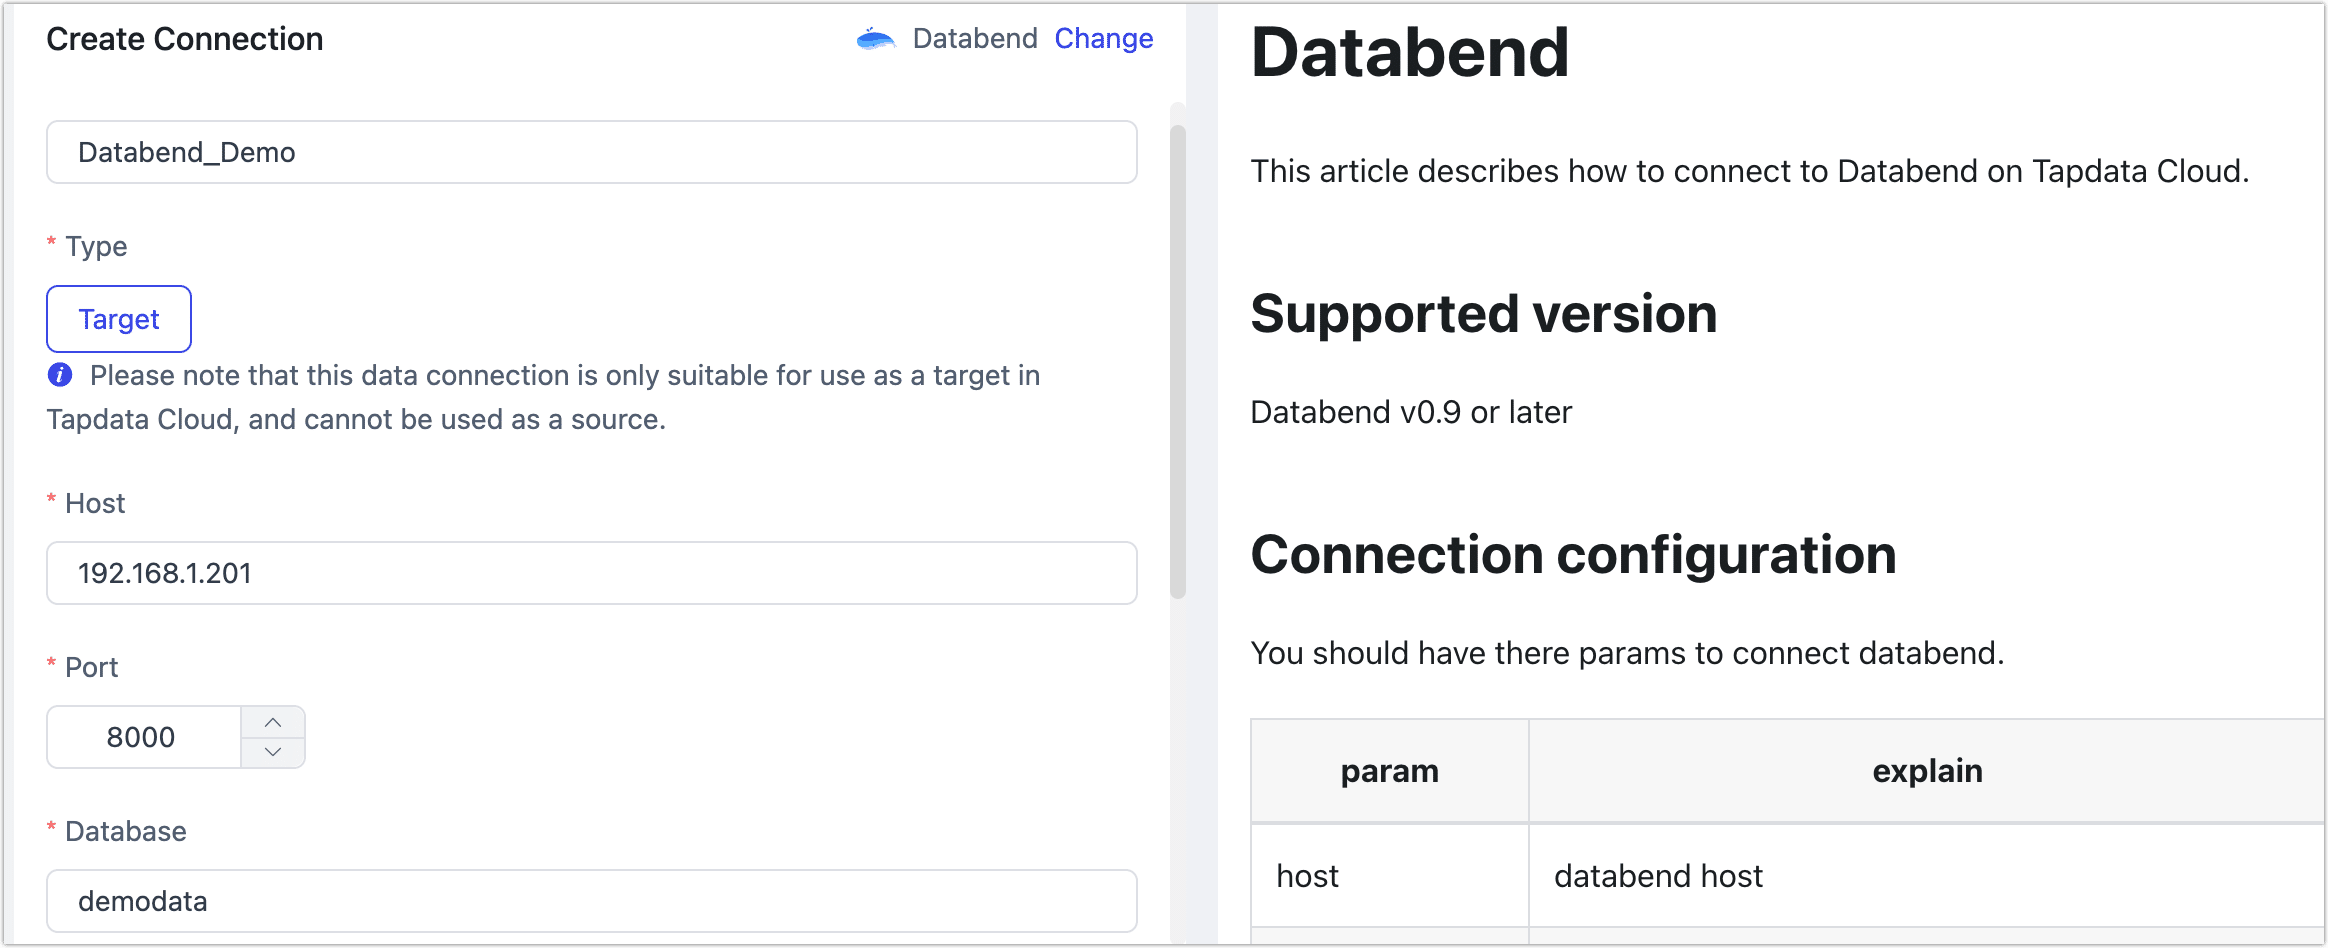 Create Connection
Databend Change
Databend_Demo
* Type
Target
Please note that this data connection is only suitable for use as a target in
Tapdata Cloud, and cannot be used as a source.
* Host
192.168.1.201
* Port
8000
* Database
demodata
Databend
This article describes how to connect to Databend on Tapdata Cloud.
Supported version
Databend v0.9 or later
Connection configuration
You should have there params to connect databend.
param explain
host databend host